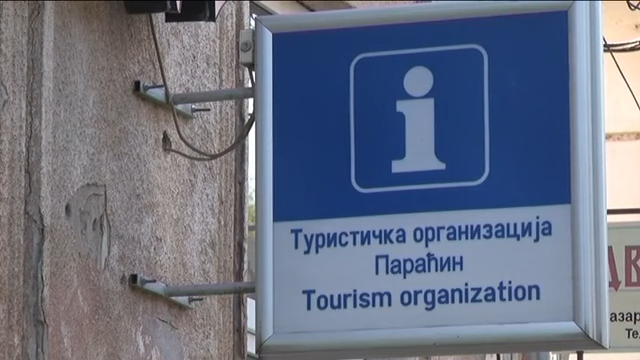 i
Туристичка организација
Параћин
Tourism organization